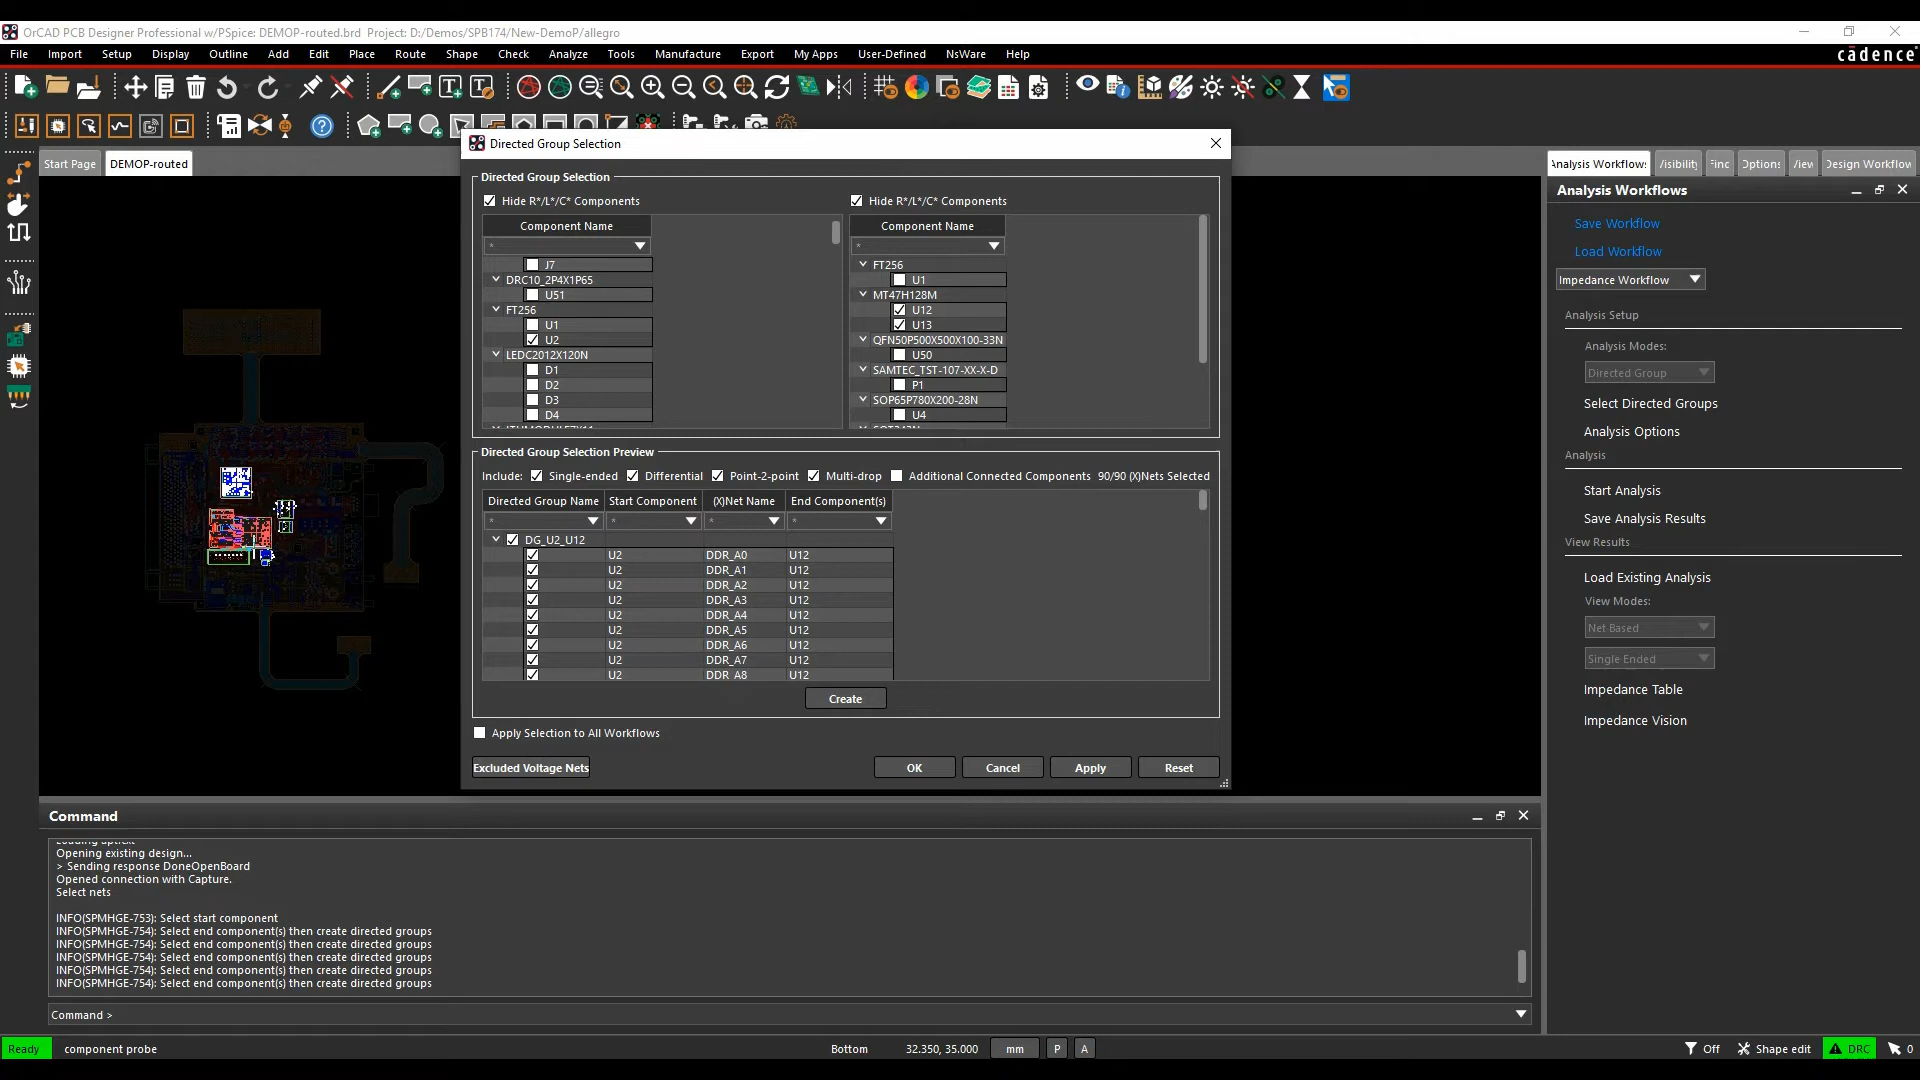 OrCAD PCB Designer Professional w/PSpice: DEMOP-routed.brd Project: D:/Demos/SPB174/New-DemoP/allegro
File Import Setup Display Outline Add Edit Place Route Shape Check Analyze Tools Manufacture Export My Apps User-Defined NsWare Help
cādence
Start Page DEMOP-routed
Directed Group Selection
Directed Group Selection
Hide R*/L*/C* Components
Hide R*/L*/C* Components
Component Name
Component Name
*
*
J7
DRC10_2P4X1P65
U51
FT256
U1
U2
LEDC2012X120N
D1
D2
D3
D4
FT256
U1
MT47H128M
U12
U13
QFN50P500X500X100-33N
U50
SAMTEC_TST-107-XX-X-D
P1
SOP65P780X200-28N
U4
Directed Group Selection Preview
Include: Single-ended Differential Point-2-point Multi-drop Additional Connected Components 90/90 (X)Nets Selected
Directed Group Name Start Component (X)Net Name End Component(s)
* * * *
DG_U2_U12
U2 DDR_A0 U12
U2 DDR_A1 U12
U2 DDR_A2 U12
U2 DDR_A3 U12
U2 DDR_A4 U12
U2 DDR_A5 U12
U2 DDR_A6 U12
U2 DDR_A7 U12
U2 DDR_A8 U12
Create
Apply Selection to All Workflows
Excluded Voltage Nets OK Cancel Apply Reset
Analysis Workflows Options Design Workflow
Analysis Workflows
Save Workflow
Load Workflow
Impedance Workflow
Analysis Setup
Analysis Modes:
Directed Group
Select Directed Groups
Analysis Options
Analysis
Start Analysis
Save Analysis Results
View Results
Load Existing Analysis
View Modes:
Net Based
Single Ended
Impedance Table
Impedance Vision
Command
Opening existing design...
> Sending response DoneOpenBoard
Opened connection with Capture.
Select nets
INFO(SPMHGE-753): Select start component
INFO(SPMHGE-754): Select end component(s) then create directed groups
INFO(SPMHGE-754): Select end component(s) then create directed groups
INFO(SPMHGE-754): Select end component(s) then create directed groups
INFO(SPMHGE-754): Select end component(s) then create directed groups
INFO(SPMHGE-754): Select end component(s) then create directed groups
Command >
Ready component probe Bottom 32.350, 35.000 mm P A Off Shape edit DRC 0